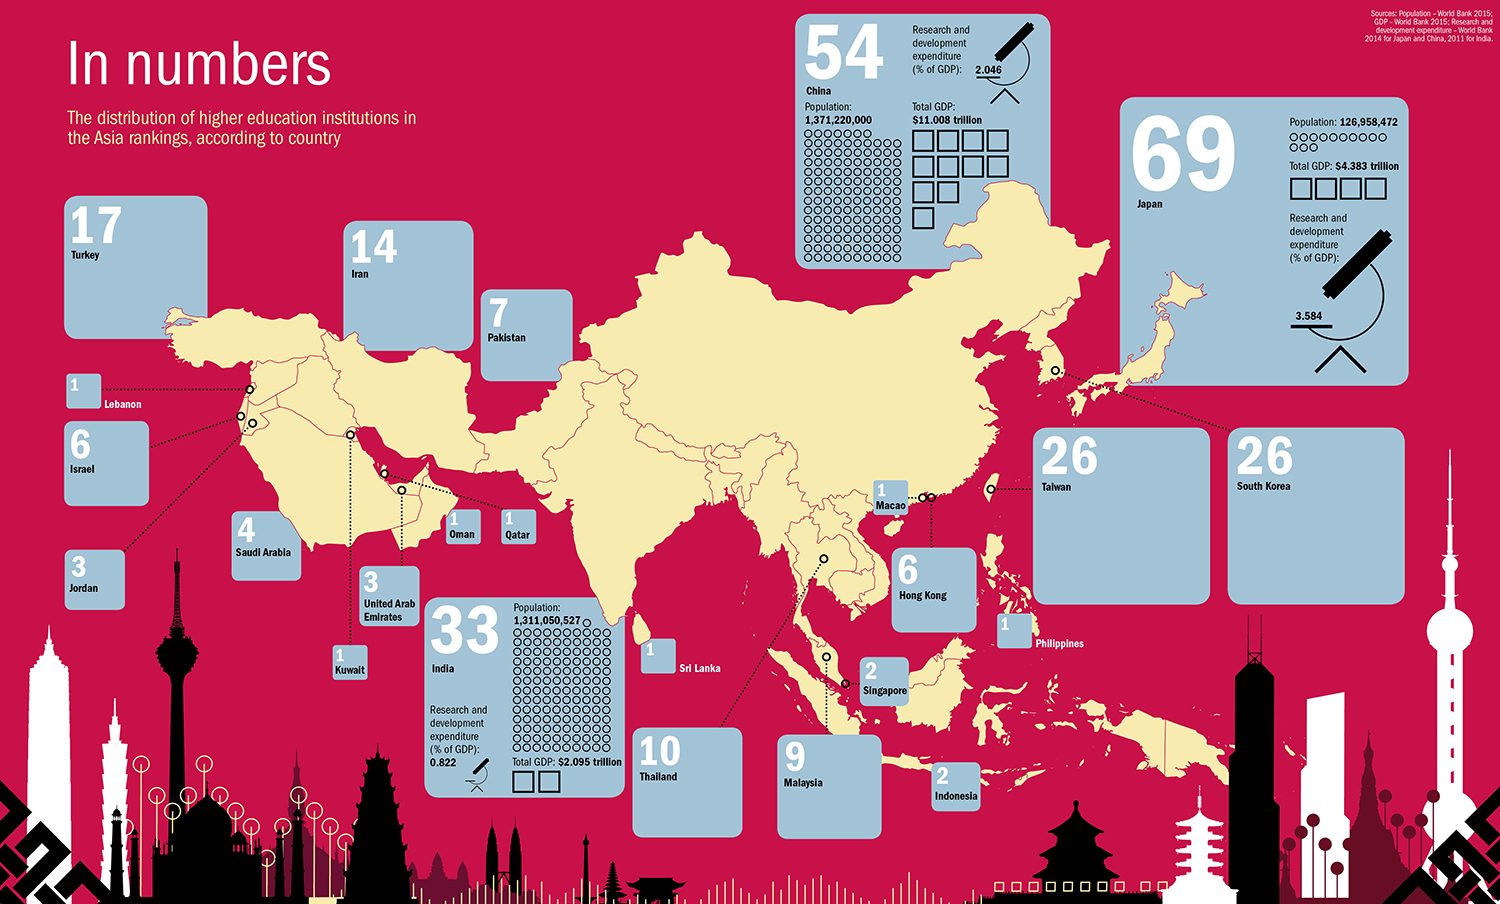 In numbers
The distribution of higher education institutions in
the Asia rankings, according to country
Sources: Population – World Bank 2015;
GDP – World Bank 2015; Research and
development expenditure – World Bank
2014 for Japan and China, 2011 for India.
54
China
Population:
1,371,220,000
Research and
development
expenditure
(% of GDP):
2.046
Total GDP:
$11.008 trillion
69
Japan
Population: 126,958,472
Total GDP: $4.383 trillion
Research and
development
expenditure
(% of GDP):
3.584
17
Turkey
14
Iran
7
Pakistan
1
Lebanon
6
Israel
3
Jordan
4
Saudi Arabia
1
Oman
1
Qatar
3
United Arab
Emirates
1
Kuwait
33
India
Population:
1,311,050,527
Research and
development
expenditure
(% of GDP):
0.822
Total GDP: $2.095 trillion
1
Sri Lanka
10
Thailand
9
Malaysia
2
Singapore
2
Indonesia
1
Macao
6
Hong Kong
1
Philippines
26
Taiwan
26
South Korea